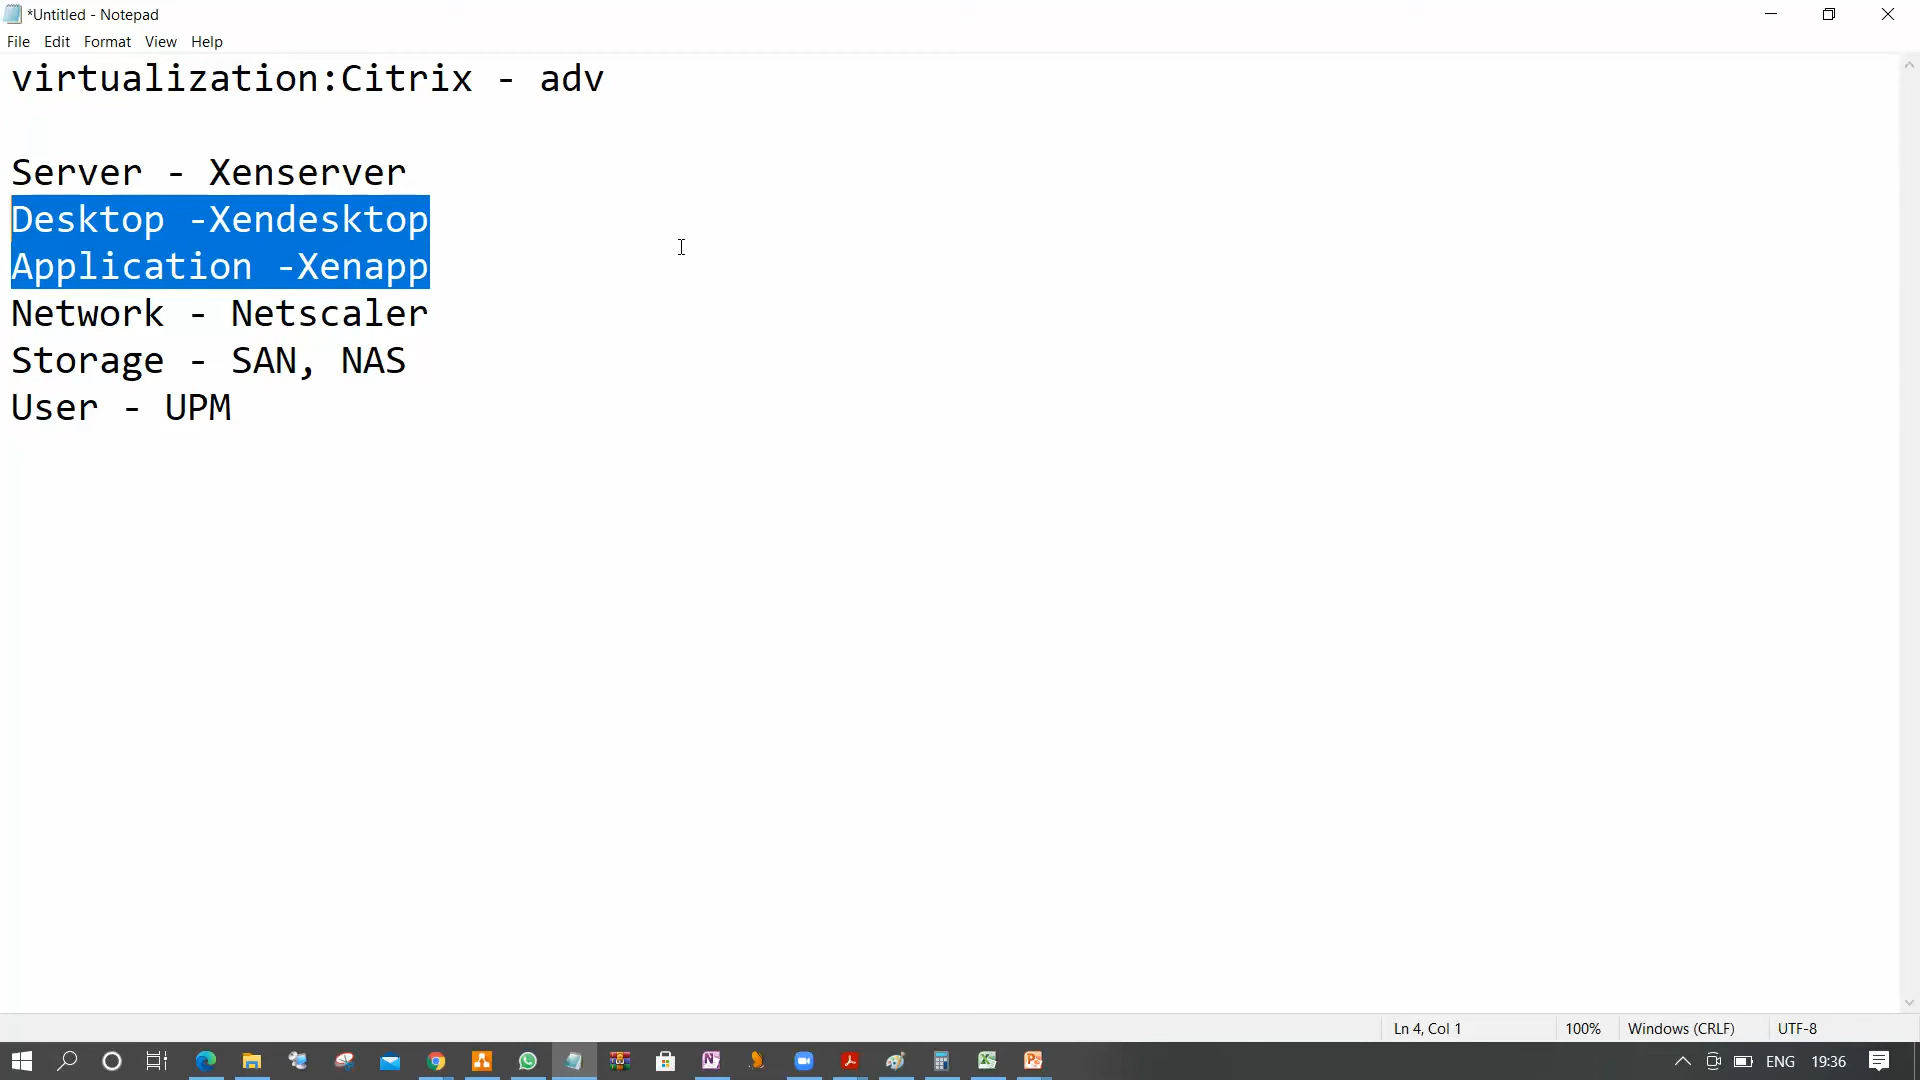 *Untitled - Notepad
File Edit Format View Help
virtualization:Citrix - adv
Server - Xenserver
Desktop -Xendesktop
Application -Xenapp
Network - Netscaler
Storage - SAN, NAS
User - UPM
Ln 4, Col 1 100% Windows (CRLF) UTF-8
ENG 19:36